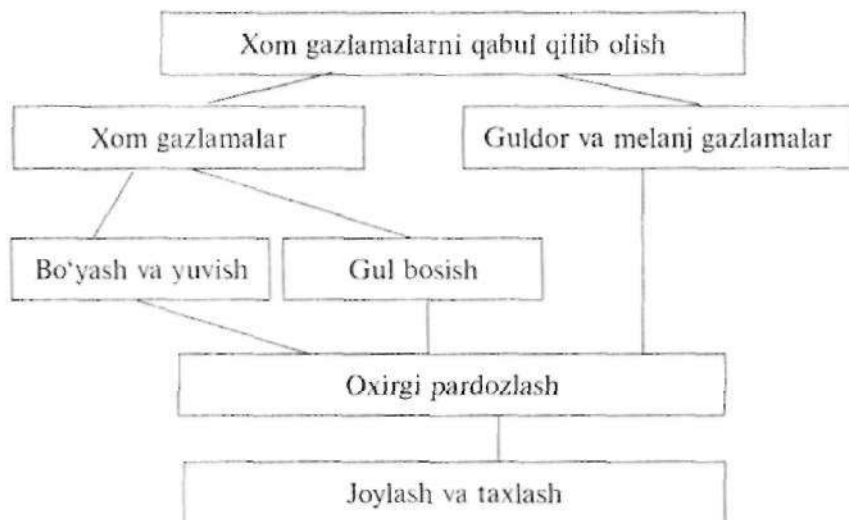 Xom gazlamalarni qabul qilib olish
Xom gazlamalar
Guldor va melanj gazlamalar
Bo‘yash va yuvish
Gul bosish
Oxirgi pardozlash
Joylash va taxlash